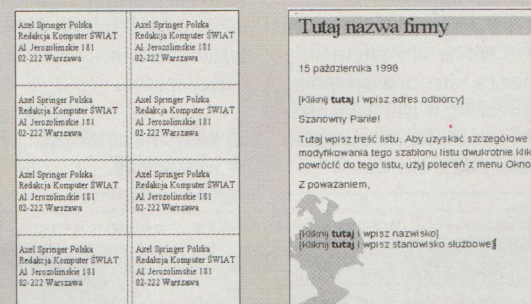 Axel Springer Polska
Redakcja Komputer ŚWIAT
Al. Jerozolimskie 181
02-222 Warszawa
Axel Springer Polska
Redakcja Komputer ŚWIAT
Al. Jerozolimskie 181
02-222 Warszawa
Axel Springer Polska
Redakcja Komputer ŚWIAT
Al. Jerozolimskie 181
02-222 Warszawa
Axel Springer Polska
Redakcja Komputer ŚWIAT
Al. Jerozolimskie 181
02-222 Warszawa
Axel Springer Polska
Redakcja Komputer ŚWIAT
Al. Jerozolimskie 181
02-222 Warszawa
Axel Springer Polska
Redakcja Komputer ŚWIAT
Al. Jerozolimskie 181
02-222 Warszawa
Axel Springer Polska
Redakcja Komputer ŚWIAT
Al. Jerozolimskie 181
02-222 Warszawa
Axel Springer Polska
Redakcja Komputer ŚWIAT
Al. Jerozolimskie 181
02-222 Warszawa
Tutaj nazwa firmy
15 października 1998
[Kliknij tutaj i wpisz adres odbiorcy]
Szanowny Panie!
Tutaj wpisz treść listu. Aby uzyskać szczegółowe
modyfikowania tego szablonu listu dwukrotnie klik
powrócić do tego listu, użyj poleceń z menu Okno
Z poważaniem,
[Kliknij tutaj i wpisz nazwisko]
[Kliknij tutaj i wpisz stanowisko służbowe]